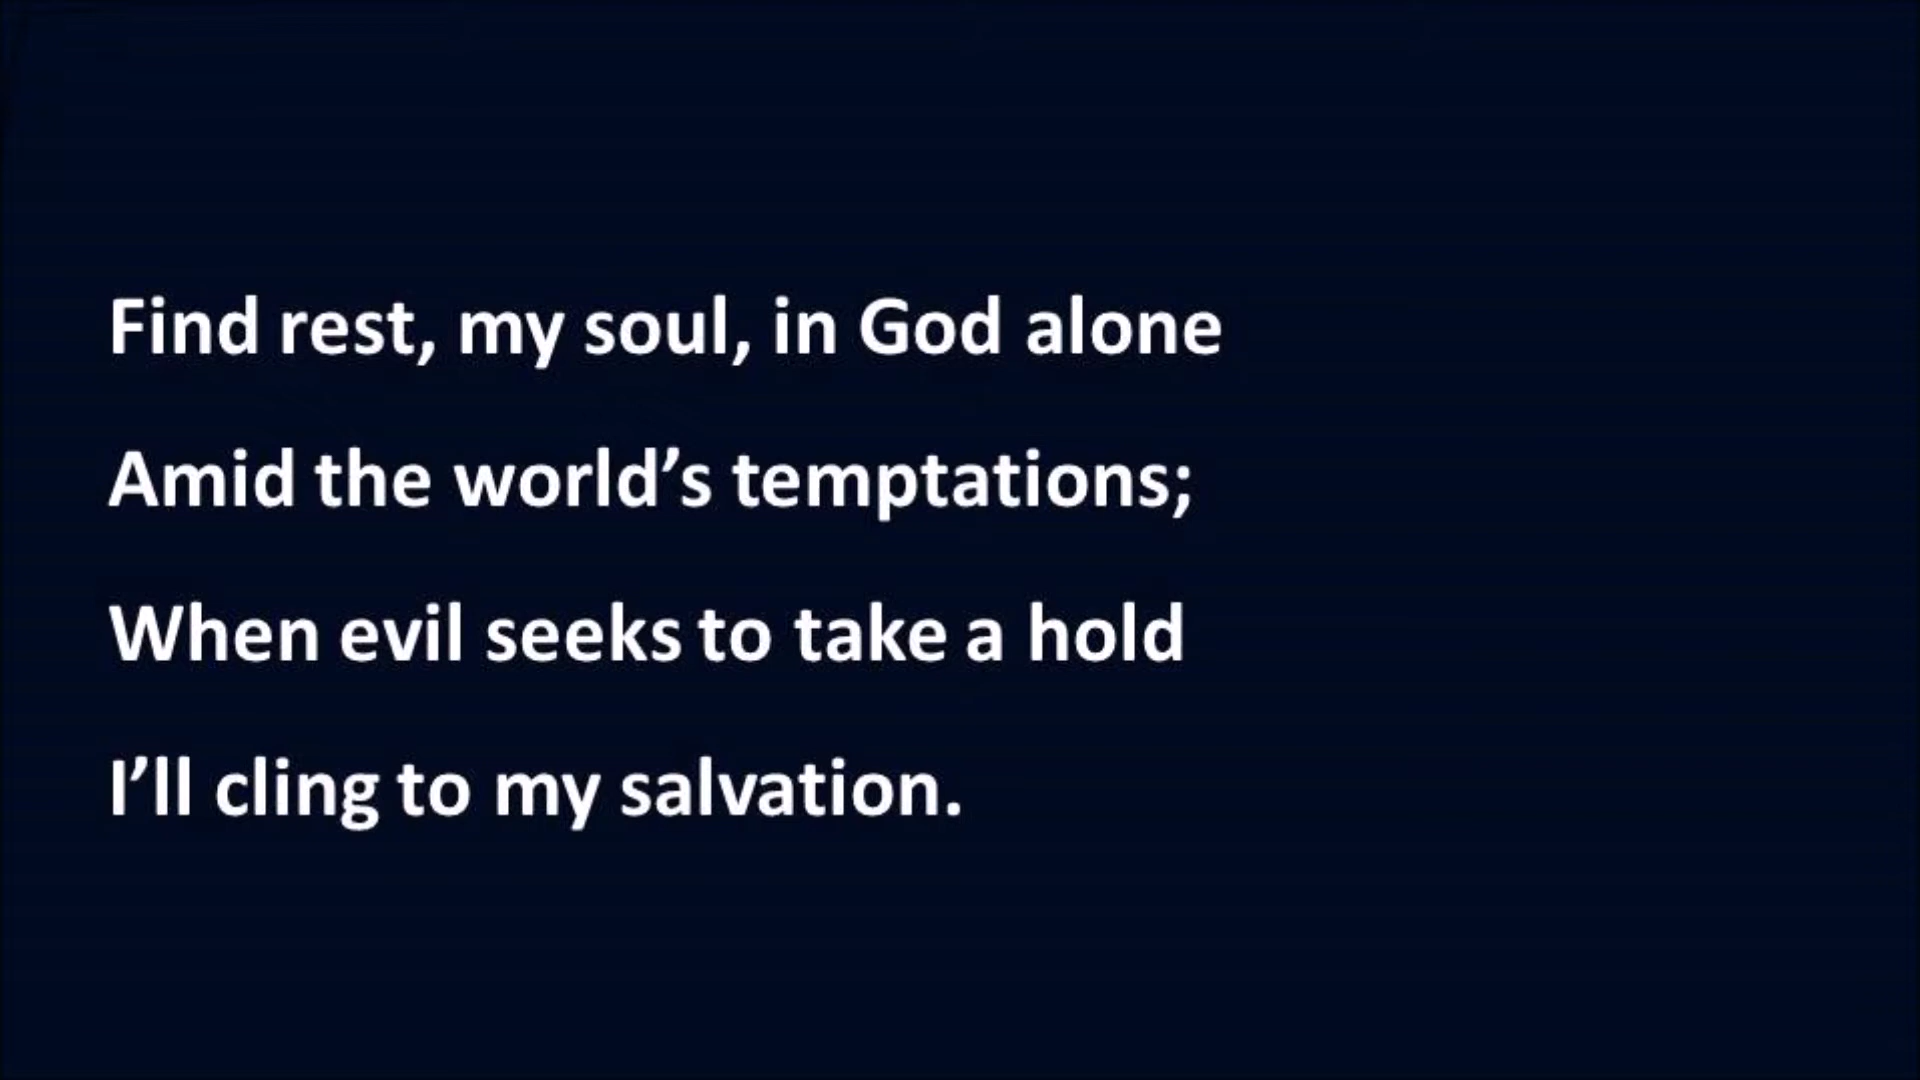 Find rest, my soul, in God alone
Amid the world’s temptations;
When evil seeks to take a hold
I’ll cling to my salvation.